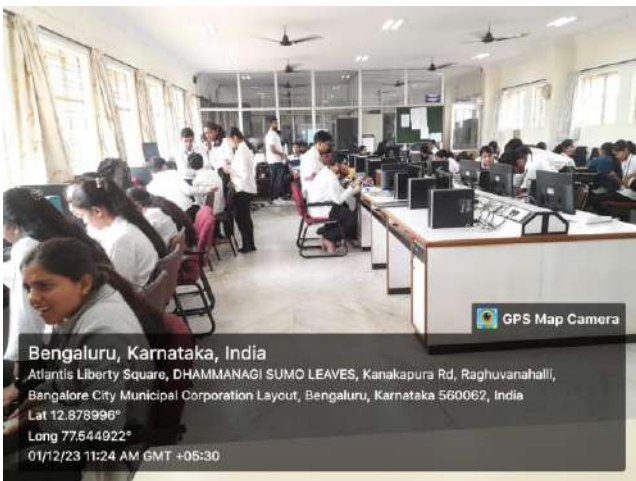 GPS Map Camera
Bengaluru, Karnataka, India
Atlantis Liberty Square, DHAMMANAGI SUMO LEAVES, Kanakapura Rd, Raghuvanahalli,
Bangalore City Municipal Corporation Layout, Bengaluru, Karnataka 560062, India
Lat 12.878996°
Long 77.544922°
01/12/23 11:24 AM GMT +05:30